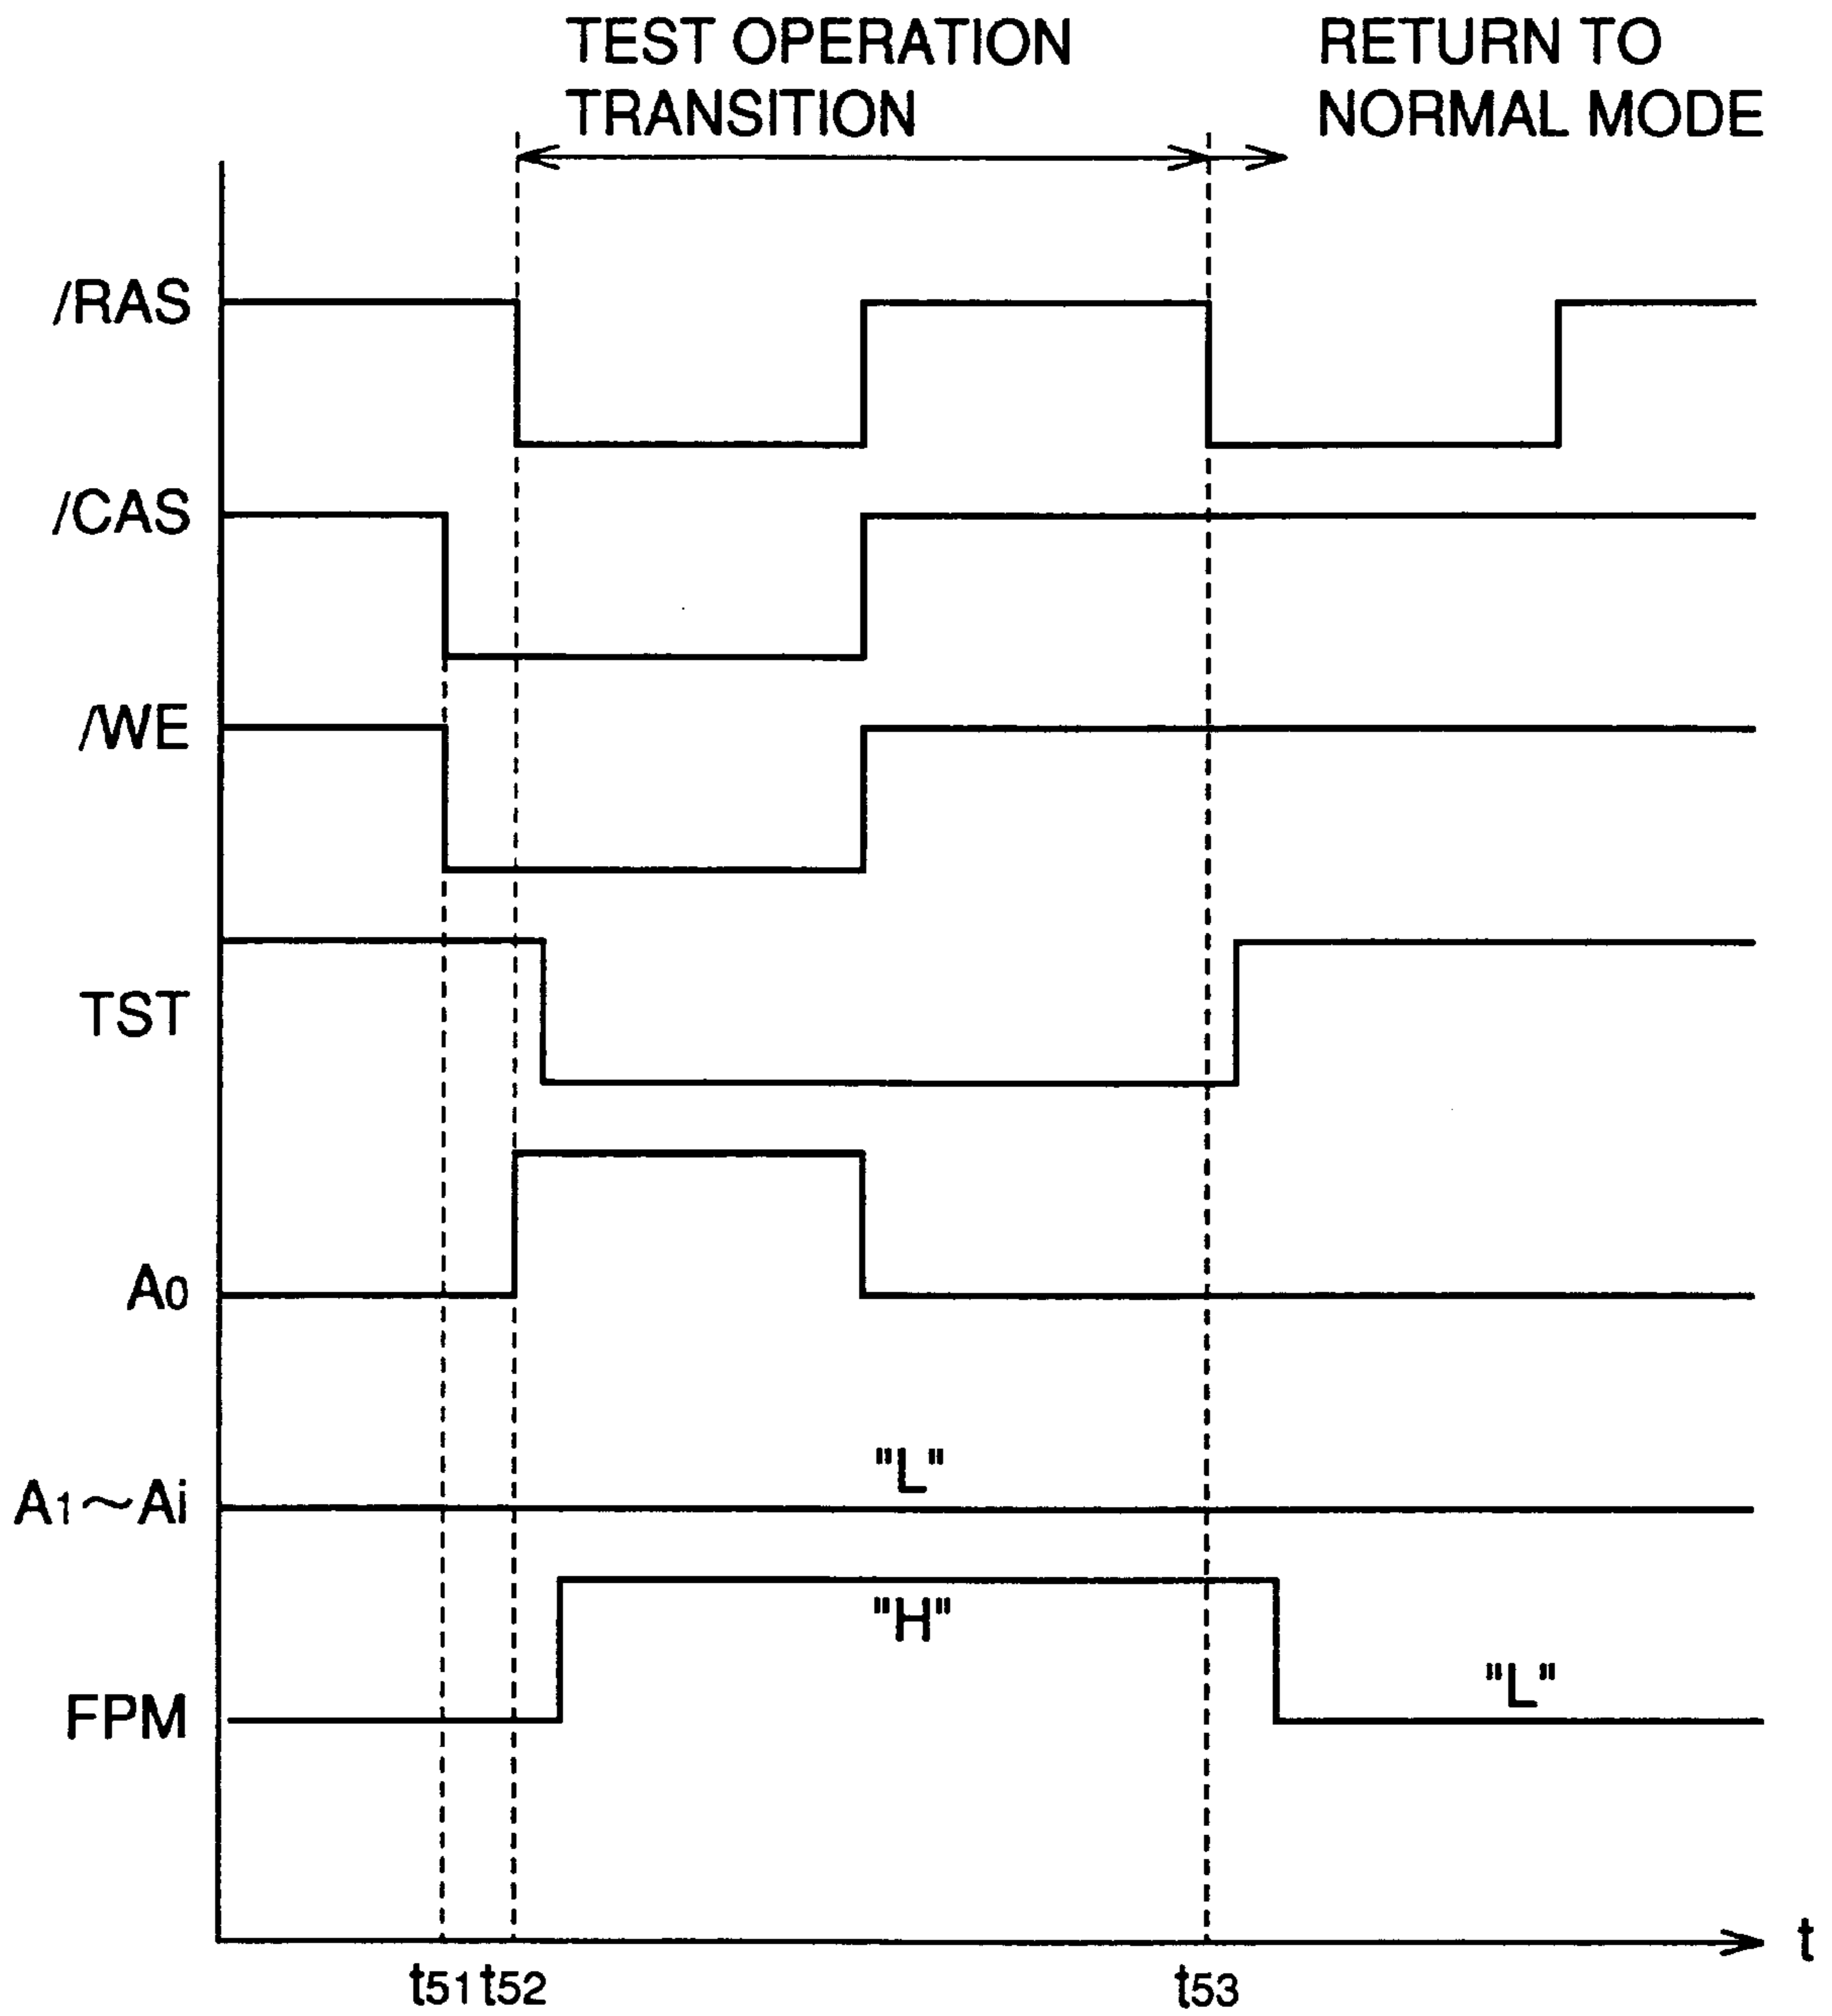 TEST OPERATION
TRANSITION
RETURN TO
NORMAL MODE
/RAS
/CAS
/WE
TST
A0
A1~Ai
"L"
"H"
FPM
"L"
t
t51
t52
t53